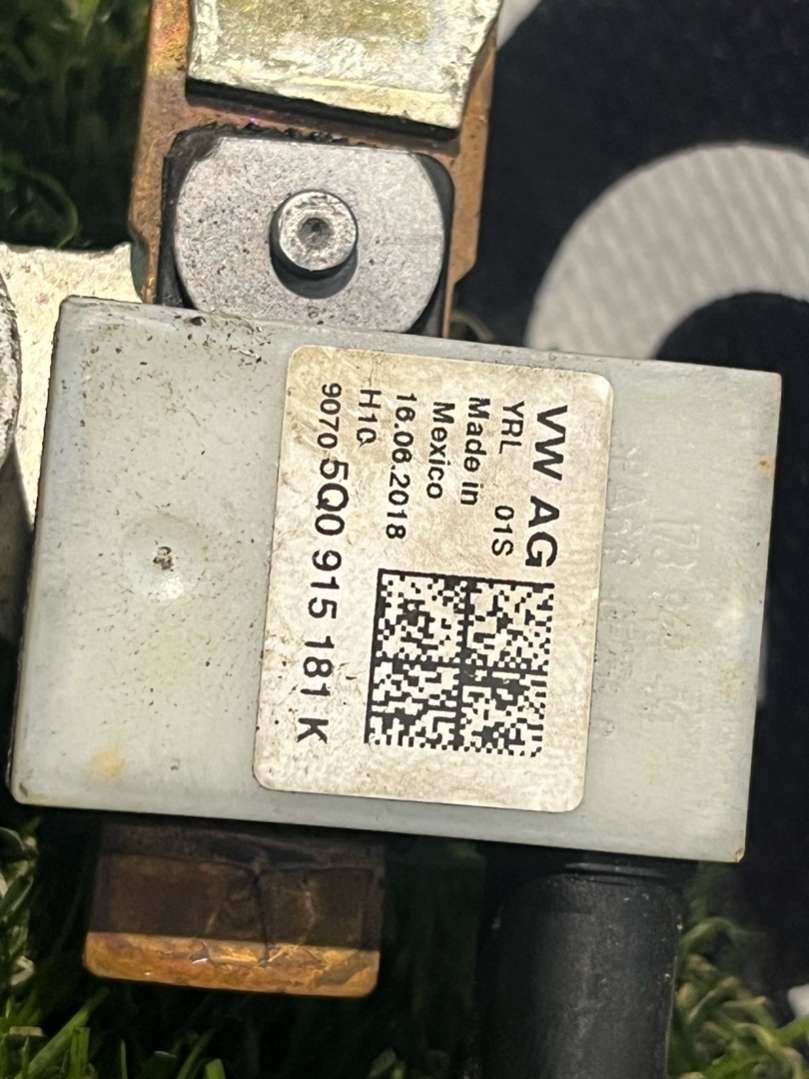 VW AG
YRL 01S
Made in
Mexico
16.06.2018
H10
9070 5Q0 915 181 K